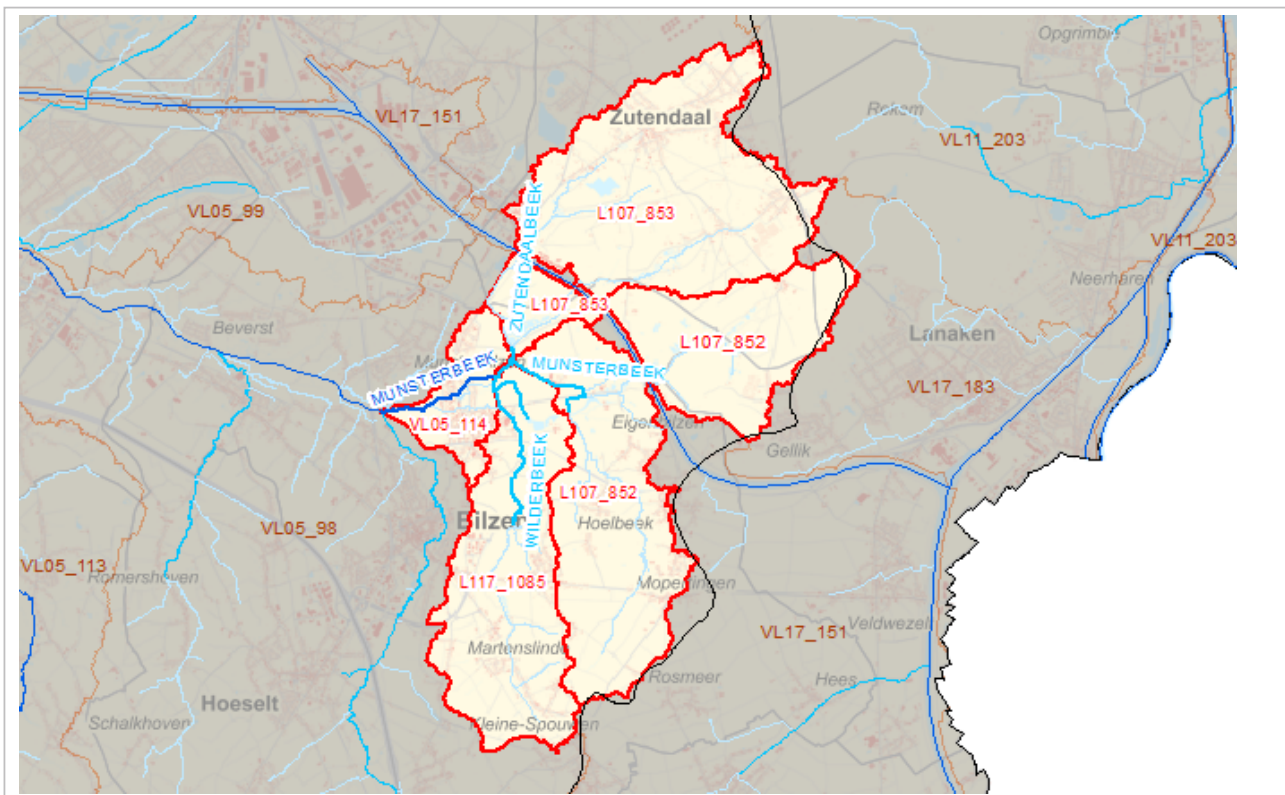 Opgrimbie
Zutendaal
VL17_151
Rekem
VL11_203
VL05_99
L107_853
ZUTENDAALBEEK
VL11_203
Neerharen
L107_853
Beverst
Lanaken
L107_852
MUNSTERBEEK
MUNSTERBEEK
VL17_183
VL05_114
Gellik
WILDERBEEK
L107_852
Bilzen
Hoelbeek
VL05_98
VL05_113
Romershoven
L117_1085
Mopertingen
VL17_151
Veldwezelt
Martenslinde
Rosmeer
Hees
Hoeselt
Schalkhoven
Kleine-Spouwen